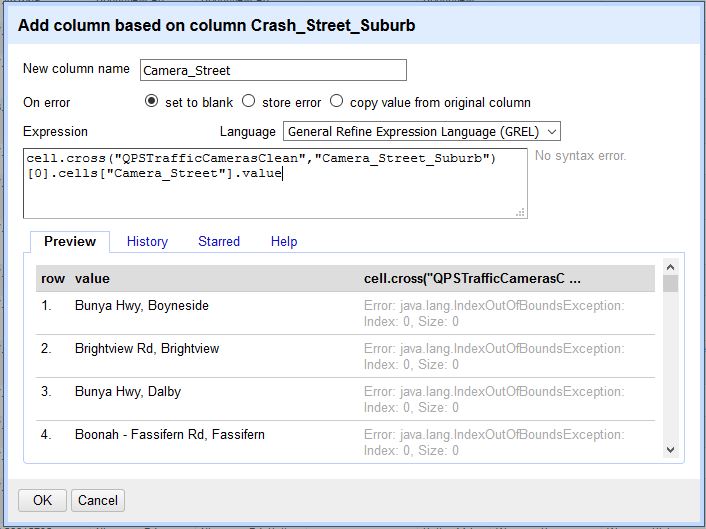 Add column based on column Crash_Street_Suburb
New column name Camera_Street
On error set to blank store error copy value from original column
Expression Language General Refine Expression Language (GREL)
cell.cross("QPSTrafficCamerasClean","Camera_Street_Suburb")
[0].cells["Camera_Street"].value
No syntax error.
Preview History Starred Help
row value cell.cross("QPSTrafficCamerasC ...
1. Bunya Hwy, Boyneside Error: java.lang.IndexOutOfBoundsException:
Index: 0, Size: 0
2. Brightview Rd, Brightview Error: java.lang.IndexOutOfBoundsException:
Index: 0, Size: 0
3. Bunya Hwy, Dalby Error: java.lang.IndexOutOfBoundsException:
Index: 0, Size: 0
4. Boonah - Fassifern Rd, Fassifern Error: java.lang.IndexOutOfBoundsException:
Index: 0, Size: 0
OK Cancel